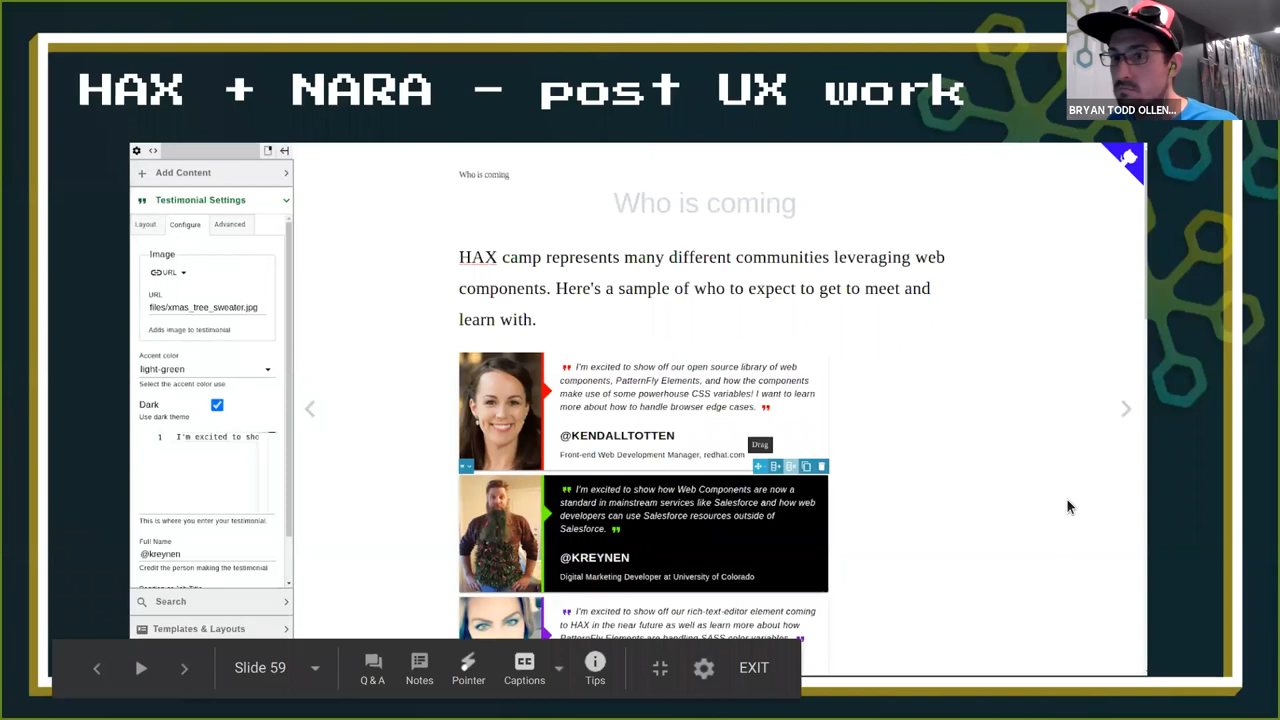 HAX + NARA - post UX work
BRYAN TODD OLLEN...
Add Content
Testimonial Settings
Layout Configure Advanced
Image
URL
URL
files/xmas_tree_sweater.jpg
Adds image to testimonial
Accent color
light-green
Select the accent color use
Dark
Use dark theme
1 I'm excited to sho
This is where you enter your testimonial.
Full Name
@kreynen
Credit the person making the testimonial
Search
Templates & Layouts
Who is coming
Who is coming
HAX camp represents many different communities leveraging web
components. Here's a sample of who to expect to get to meet and
learn with.
I'm excited to show off our open source library of web
components, PatternFly Elements, and how the components
make use of some powerhouse CSS variables! I want to learn
more about how to handle browser edge cases.
@KENDALLTOTTEN
Front-end Web Development Manager, redhat.com
Drag
I'm excited to show how Web Components are now a
standard in mainstream services like Salesforce and how web
developers can use Salesforce resources outside of
Salesforce.
@KREYNEN
Digital Marketing Developer at University of Colorado
I'm excited to show off our rich-text-editor element coming
to HAX in the near future as well as learn more about how
PatternFly Elements are handling SASS color variables.
Slide 59
Q & A
Notes
Pointer
CC
Captions
Tips
EXIT